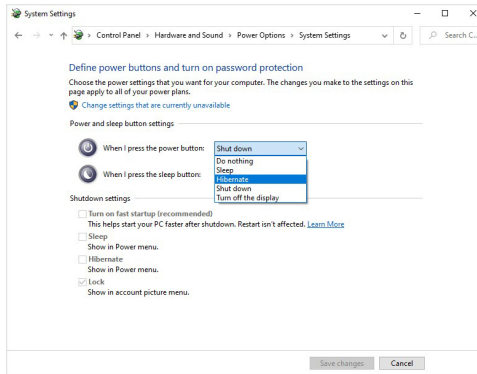 System Settings
Control Panel > Hardware and Sound > Power Options > System Settings
Search C...
Define power buttons and turn on password protection
Choose the power settings that you want for your computer. The changes you make to the settings on this
page apply to all of your power plans.
Change settings that are currently unavailable
Power and sleep button settings
When I press the power button: Shut down
Do nothing
Sleep
When I press the sleep button: Hibernate
Shut down
Turn off the display
Shutdown settings
Turn on fast startup (recommended)
This helps start your PC faster after shutdown. Restart isn't affected. Learn More
Sleep
Show in Power menu.
Hibernate
Show in Power menu.
Lock
Show in account picture menu.
Save changes Cancel